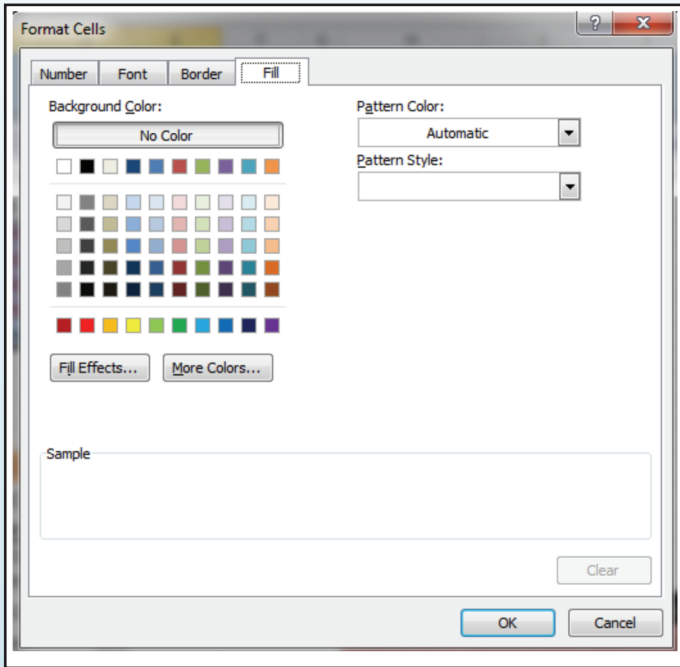 Format Cells
Number Font Border Fill
Background Color:
No Color
Pattern Color:
Automatic
Pattern Style:
Fill Effects...
More Colors...
Sample
Clear
OK Cancel